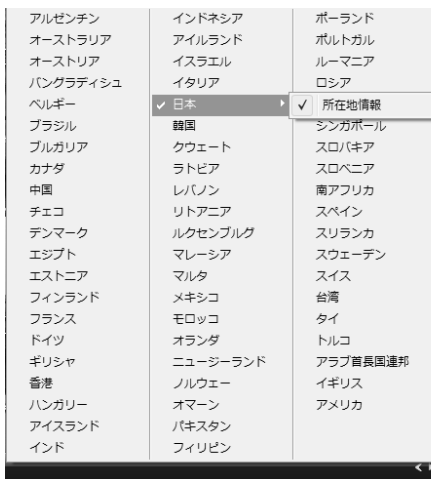 アルゼンチン
オーストラリア
オーストリア
バングラディシュ
ベルギー
ブラジル
ブルガリア
カナダ
中国
チェコ
デンマーク
エジプト
エストニア
フィンランド
フランス
ドイツ
ギリシャ
香港
ハンガリー
アイスランド
インド
インドネシア
アイルランド
イスラエル
イタリア
日本
韓国
クウェート
ラトビア
レバノン
リトアニア
ルクセンブルグ
マレーシア
マルタ
メキシコ
モロッコ
オランダ
ニュージーランド
ノルウェー
オマーン
パキスタン
フィリピン
ポーランド
ポルトガル
ルーマニア
ロシア
所在地情報
シンガポール
スロバキア
スロベニア
南アフリカ
スペイン
スリランカ
スウェーデン
スイス
台湾
タイ
トルコ
アラブ首長国連邦
イギリス
アメリカ